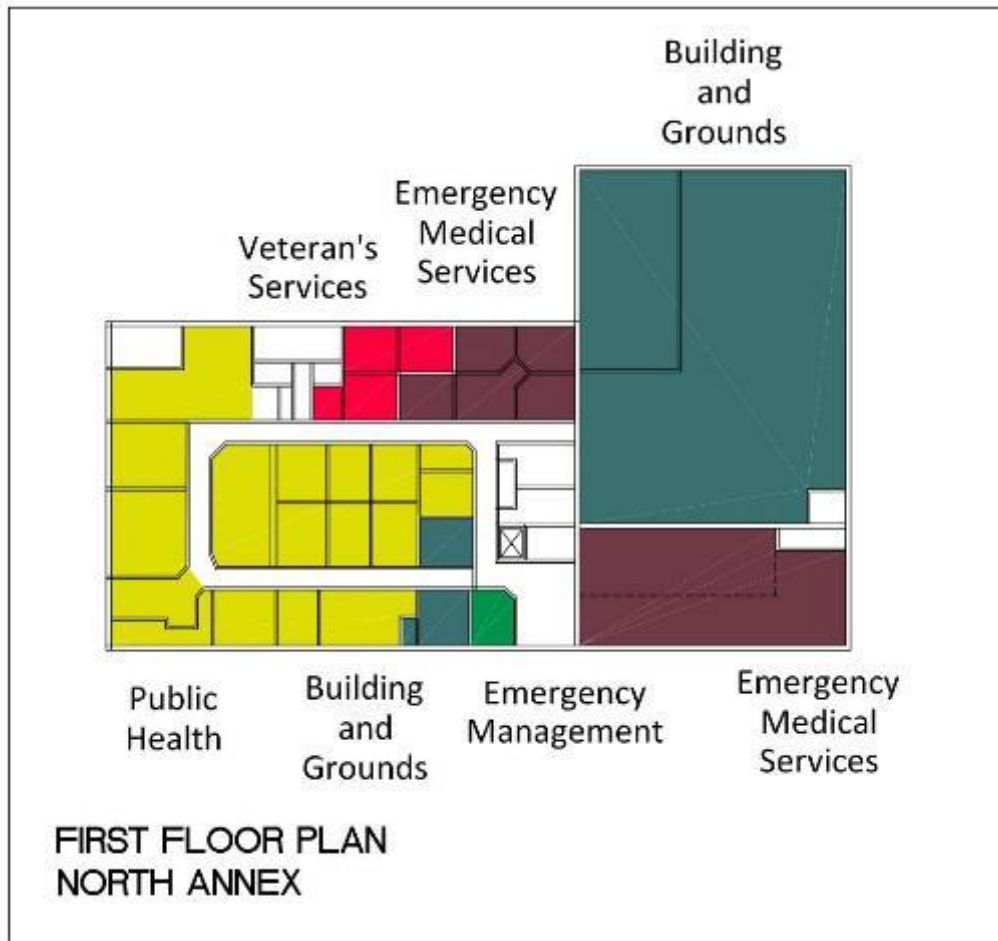 Building
and
Grounds
Emergency
Medical
Services
Veteran's
Services
Public
Health
Building
and
Grounds
Emergency
Management
Emergency
Medical
Services
FIRST FLOOR PLAN
NORTH ANNEX